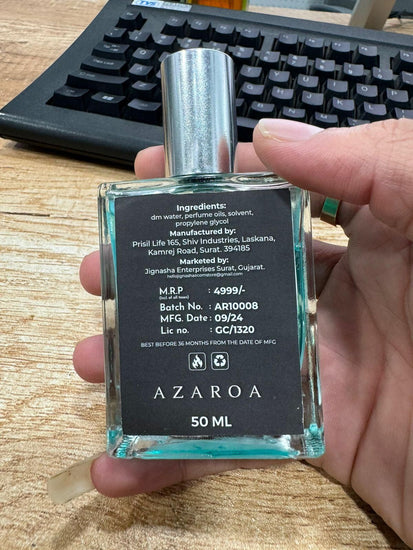 TVS
Ingredients:
dm water, perfume oils, solvent,
propylene glycol
Manufactured by:
Prisil Life 165, Shiv Industries, Laskana,
Kamrej Road, Surat. 394185
Marketed by:
Jignasha Enterprises Surat, Gujarat.
M.R.P : 4999/-
(Incl. of all taxes)
Batch No. : AR10008
MFG. Date : 09/24
Lic no. : GC/1320
BEST BEFORE 36 MONTHS FROM THE DATE OF MFG
AZAROA
50 ML